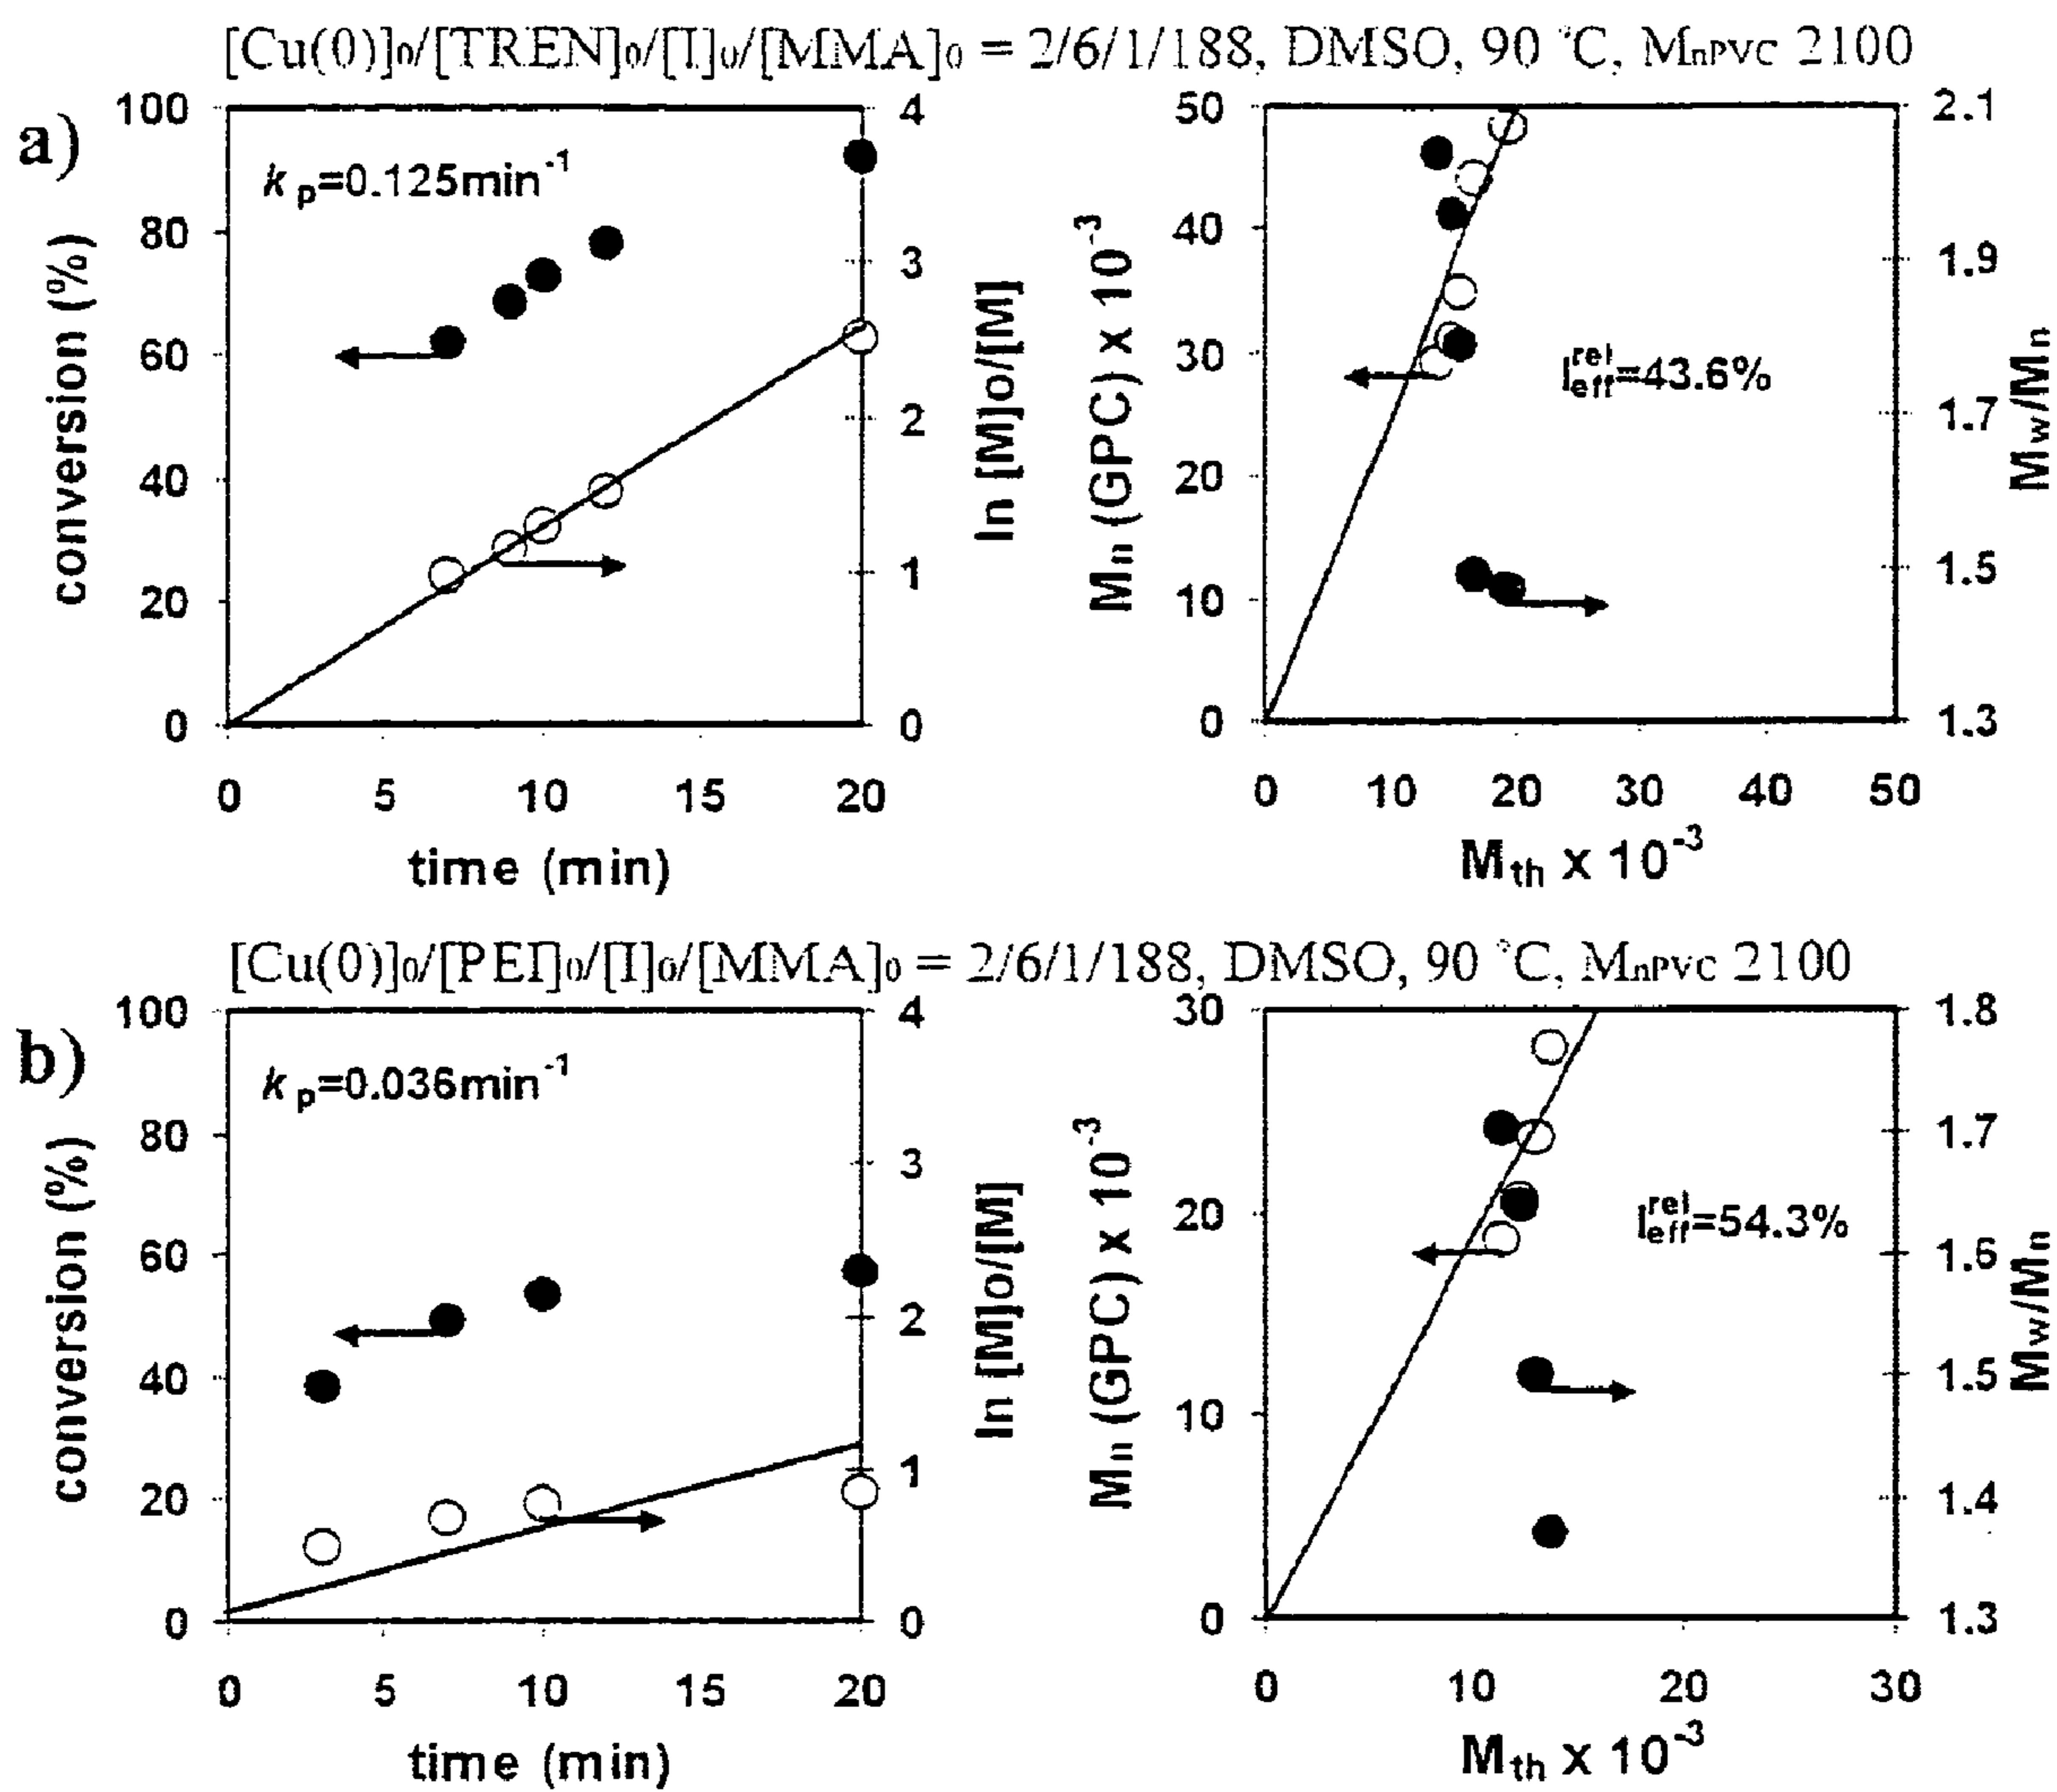 [Cu(0)]₀/[TREN]₀/[I]₀/[MMA]₀ = 2/6/1/188, DMSO, 90 °C, MₙPVC 2100
a)
100
80
60
40
20
0
conversion (%)
k p=0.125min⁻¹
4
3
2
1
0
ln [M]o/[M]
0 5 10 15 20
time (min)
50
40
30
20
10
0
Mₙ (GPC) x 10⁻³
I rel eff=43.6%
2.1
1.9
1.7
1.5
1.3
Mw/Mn
0 10 20 30 40 50
Mth x 10⁻³
[Cu(0)]₀/[PEI]₀/[I]₀/[MMA]₀ = 2/6/1/188, DMSO, 90 °C, MₙPVC 2100
b)
100
80
60
40
20
0
conversion (%)
k p=0.036min⁻¹
4
3
2
1
0
ln [M]o/[M]
0 5 10 15 20
time (min)
30
20
10
0
Mₙ (GPC) x 10⁻³
I rel eff=54.3%
1.8
1.7
1.6
1.5
1.4
1.3
Mw/Mn
0 10 20 30
Mth x 10⁻³